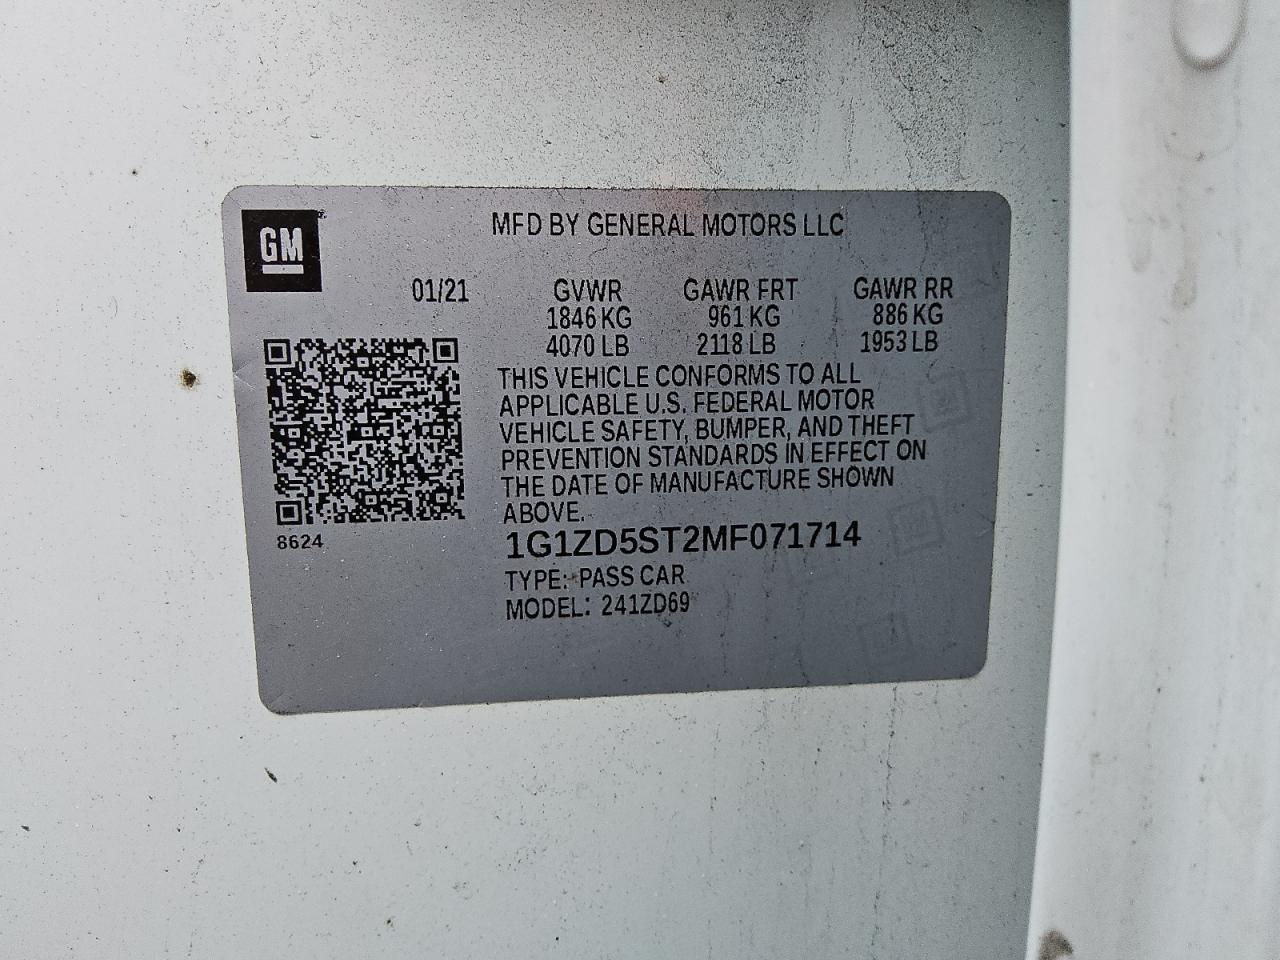 MFD BY GENERAL MOTORS LLC
GM
01/21 GVWR GAWR FRT GAWR RR
1846 KG 961 KG 886 KG
4070 LB 2118 LB 1953 LB
THIS VEHICLE CONFORMS TO ALL
APPLICABLE U.S. FEDERAL MOTOR
VEHICLE SAFETY, BUMPER, AND THEFT
PREVENTION STANDARDS IN EFFECT ON
THE DATE OF MANUFACTURE SHOWN
ABOVE.
8624
1G1ZD5ST2MF071714
TYPE: PASS CAR
MODEL: 241ZD69